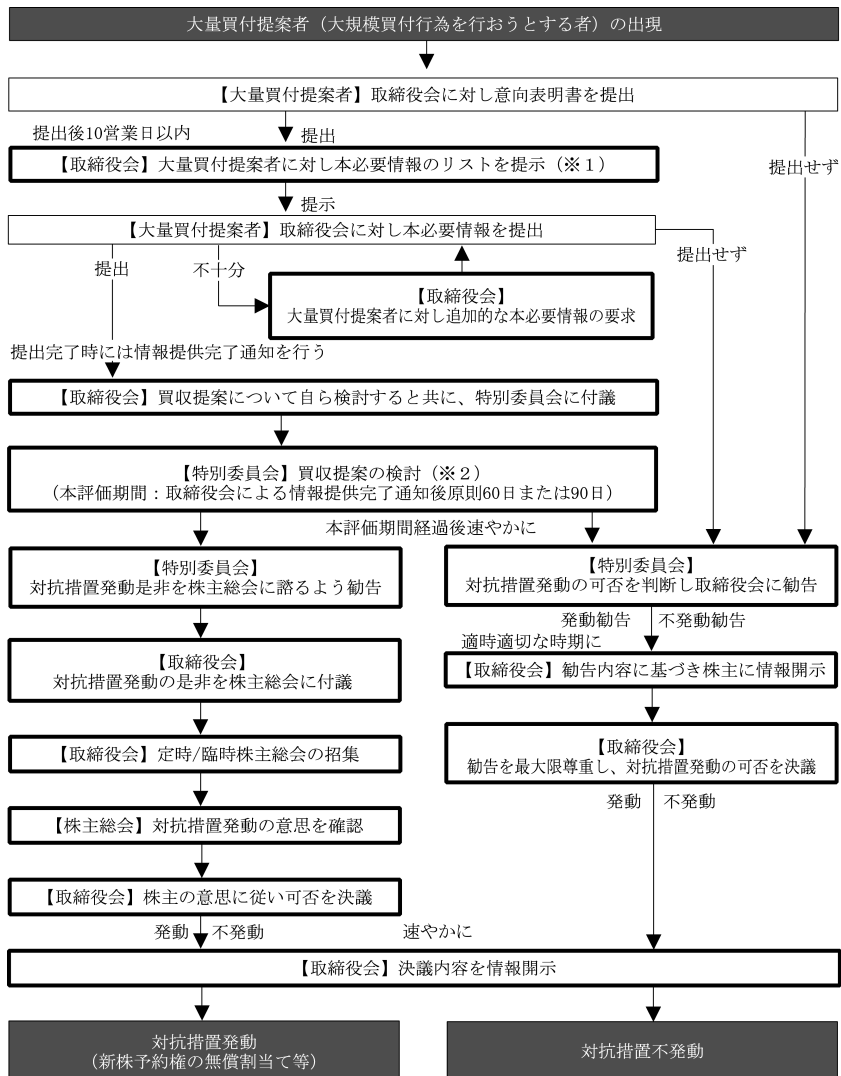 大量買付提案者（大規模買付行為を行おうとする者）の出現
【大量買付提案者】取締役会に対し意向表明書を提出
提出後10営業日以内
提出
提出せず
【取締役会】大量買付提案者に対し本必要情報のリストを提示（※１）
提示
【大量買付提案者】取締役会に対し本必要情報を提出
提出せず
提出
不十分
【取締役会】
大量買付提案者に対し追加的な本必要情報の要求
提出完了時には情報提供完了通知を行う
【取締役会】買収提案について自ら検討すると共に、特別委員会に付議
【特別委員会】買収提案の検討（※２）
（本評価期間：取締役会による情報提供完了通知後原則60日または90日）
本評価期間経過後速やかに
【特別委員会】
対抗措置発動是非を株主総会に諮るよう勧告
【取締役会】
対抗措置発動の是非を株主総会に付議
【取締役会】定時/臨時株主総会の招集
【株主総会】対抗措置発動の意思を確認
【取締役会】株主の意思に従い可否を決議
発動
不発動
【特別委員会】
対抗措置発動の可否を判断し取締役会に勧告
発動勧告
不発動勧告
適時適切な時期に
【取締役会】勧告内容に基づき株主に情報開示
【取締役会】
勧告を最大限尊重し、対抗措置発動の可否を決議
発動
不発動
速やかに
【取締役会】決議内容を情報開示
対抗措置発動
（新株予約権の無償割当て等）
対抗措置不発動